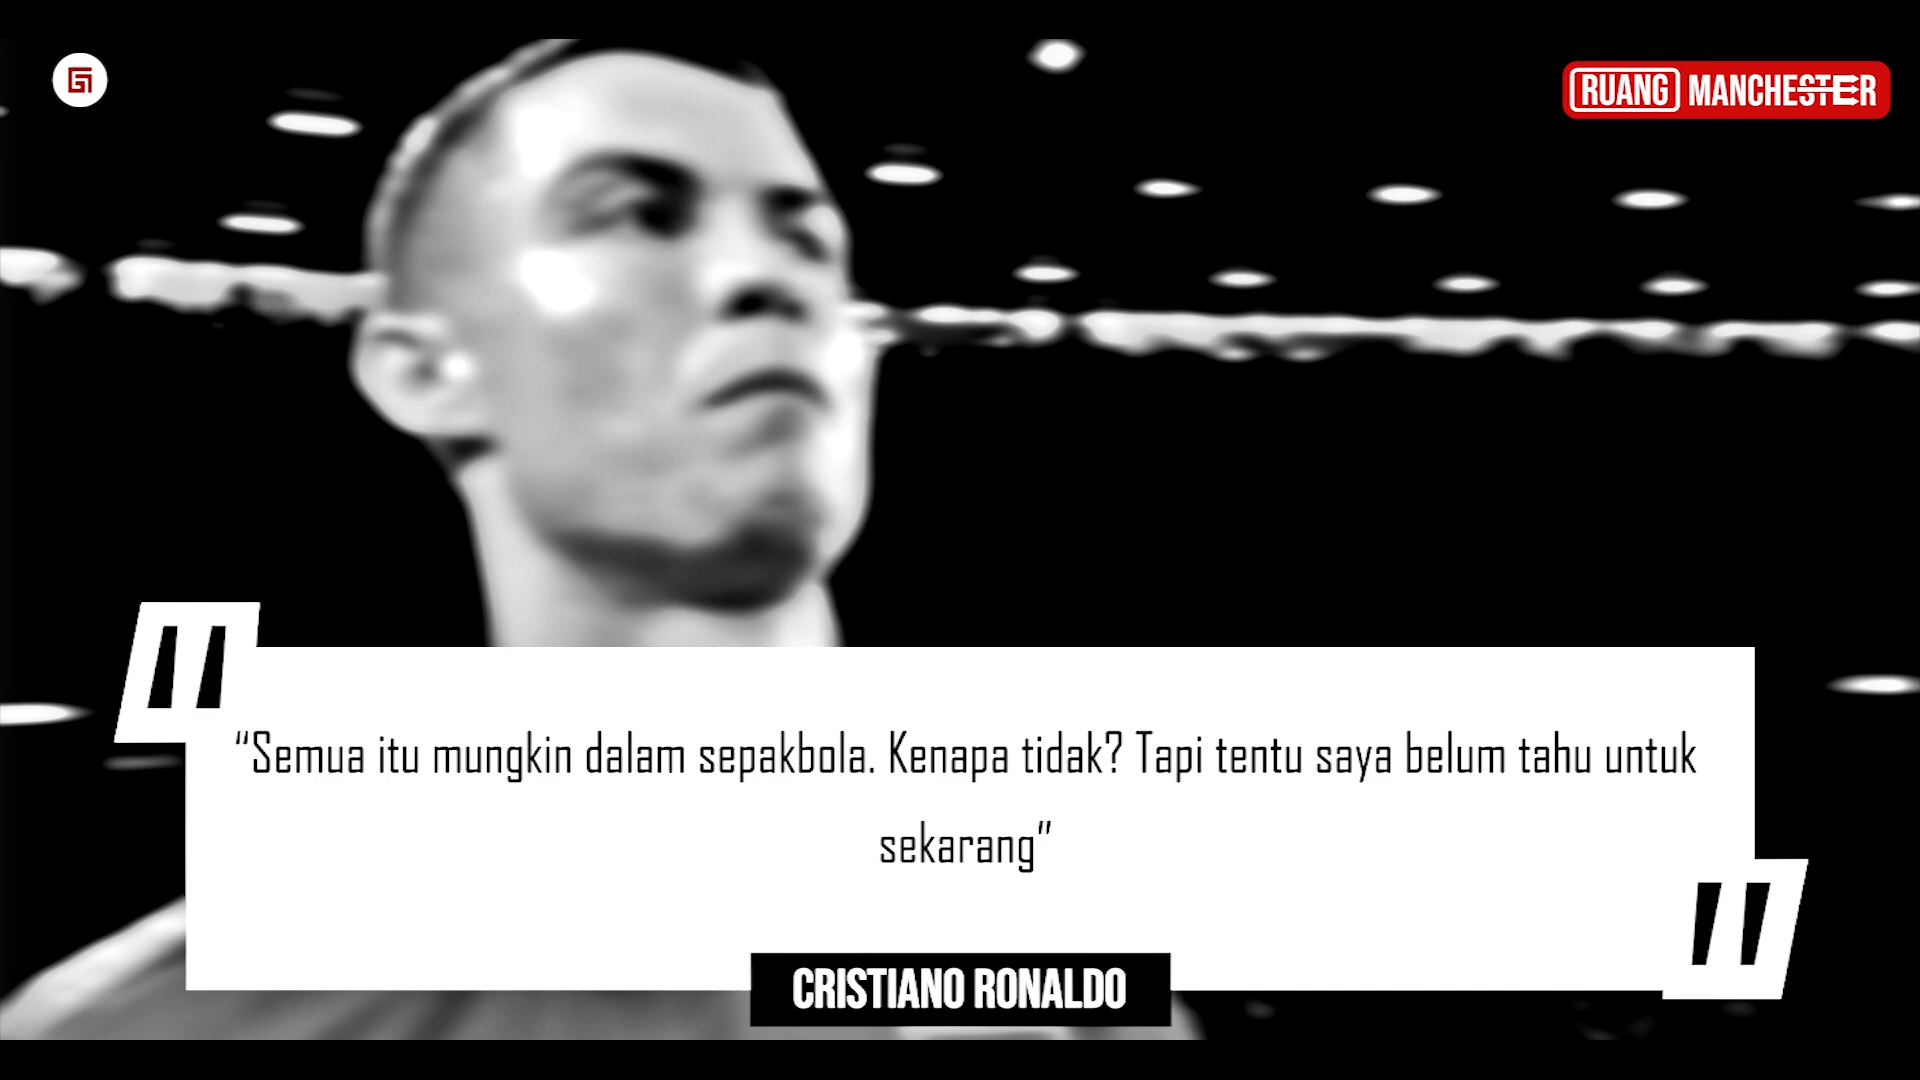 RUANG MANCHESTER
“Semua itu mungkin dalam sepakbola. Kenapa tidak? Tapi tentu saya belum tahu untuk
sekarang”
CRISTIANO RONALDO